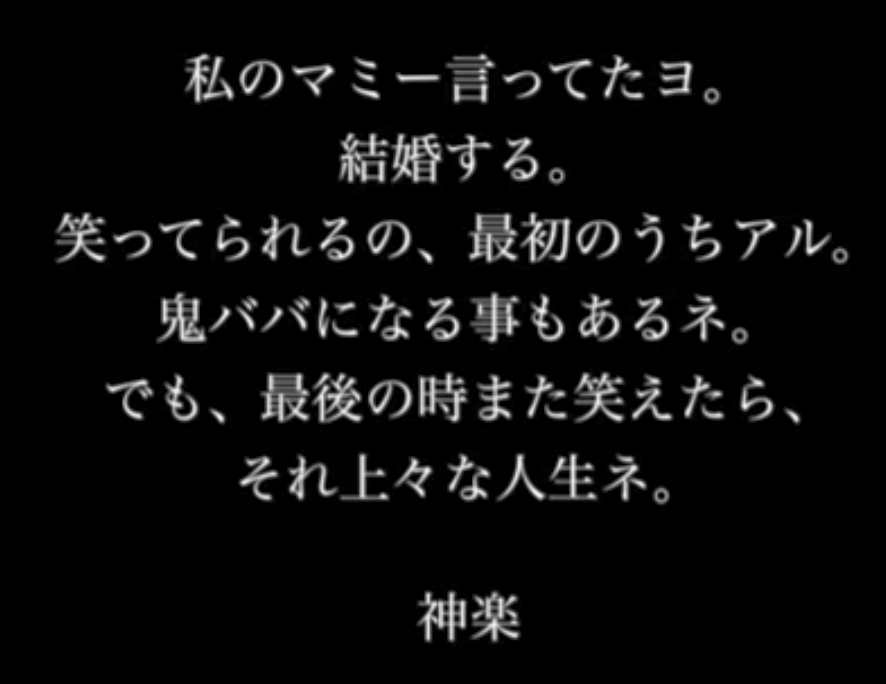 私のマミー言ってたヨ。
結婚する。
笑ってられるの、最初のうちアル。
鬼ババになる事もあるネ。
でも、最後の時また笑えたら、
それ上々な人生ネ。
神楽